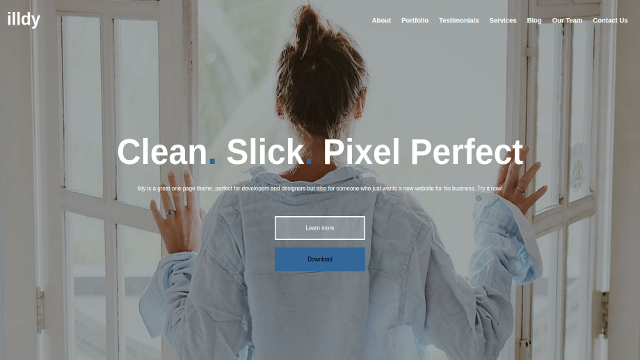 illdy
About Portfolio Testimonials Services Blog Our Team Contact Us
Clean. Slick. Pixel Perfect
Illdy is a great one-page theme, perfect for developers and designers but also for someone who just wants a new website for his business. Try it now!
Learn more
Download